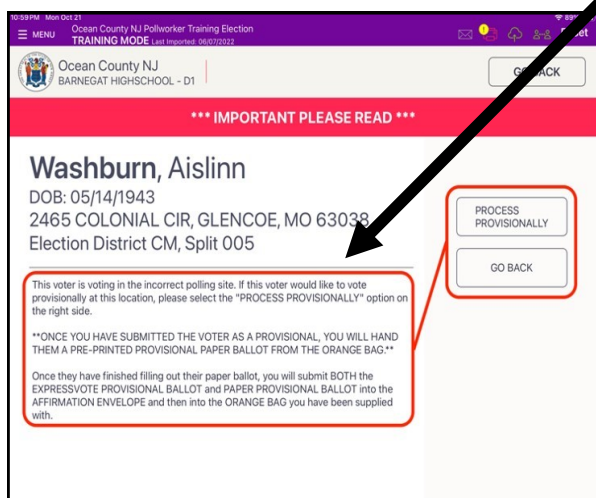 10:59 PM Mon Oct 21
89%
MENU
Ocean County NJ Pollworker Training Election
TRAINING MODE Last Imported: 06/07/2022
Ocean County NJ
BARNEGAT HIGHSCHOOL - D1
GO BACK
*** IMPORTANT PLEASE READ ***
Washburn, Aislinn
DOB: 05/14/1943
2465 COLONIAL CIR, GLENCOE, MO 63038
Election District CM, Split 005
PROCESS
PROVISIONALLY
GO BACK
This voter is voting in the incorrect polling site. If this voter would like to vote
provisionally at this location, please select the "PROCESS PROVISIONALLY" option on
the right side.
**ONCE YOU HAVE SUBMITTED THE VOTER AS A PROVISIONAL, YOU WILL HAND
THEM A PRE-PRINTED PROVISIONAL PAPER BALLOT FROM THE ORANGE BAG.**
Once they have finished filling out their paper ballot, you will submit BOTH the
EXPRESSVOTE PROVISIONAL BALLOT and PAPER PROVISIONAL BALLOT into the
AFFIRMATION ENVELOPE and then into the ORANGE BAG you have been supplied
with.